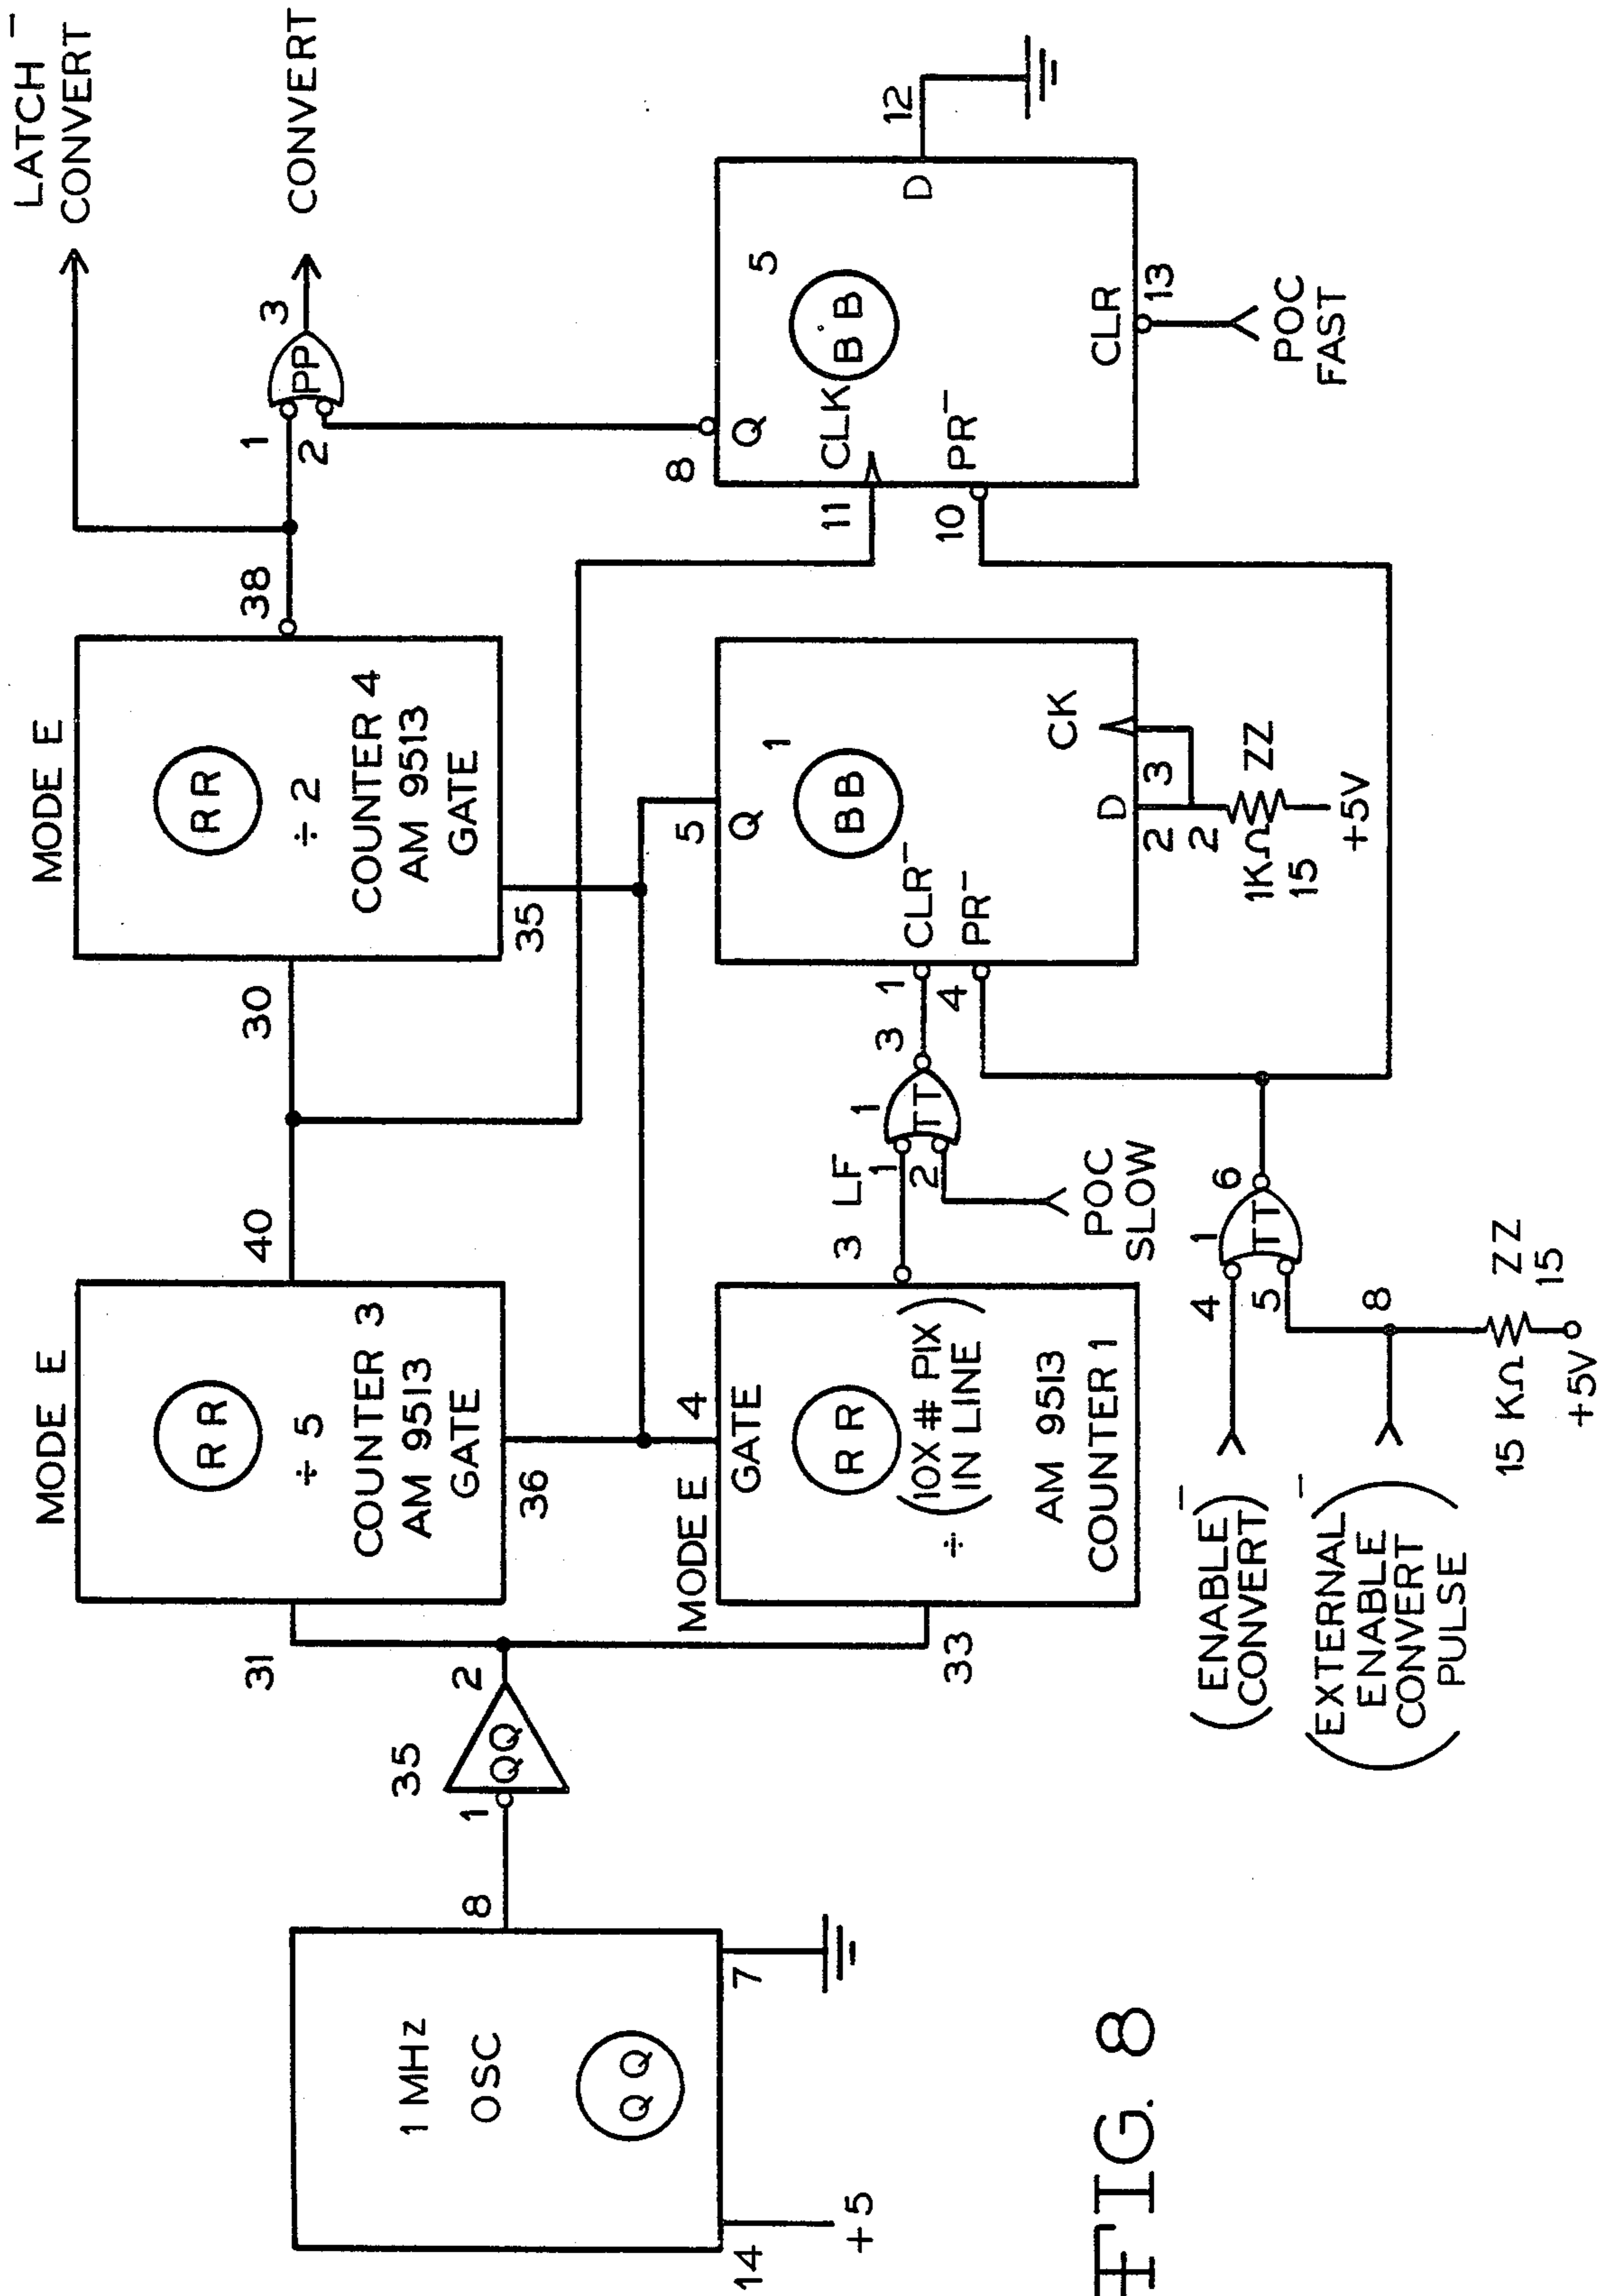 LATCH‾
CONVERT
CONVERT
MODE E
RR
÷ 5
COUNTER 3
AM 9513
GATE
31
40
36
MODE E
RR
÷ 2
COUNTER 4
AM 9513
GATE
30
38
35
1
2
3
PP
1 MHz
OSC
QQ
8
7
14
+5
35
1
QQ
2
MODE E
GATE
4
RR
÷ (10X # PIX
IN LINE)
AM 9513
COUNTER 1
33
3
LF
1
1
2
TT
3
POC
SLOW
1
CLR‾
4
PR‾
BB
1
5
Q
D
CK
2
3
2
1KΩ
ZZ
15
+5V
8
Q
11
CLK
10
PR‾
BB
5
D
12
CLR
13
POC
FAST
(ENABLE
CONVERT)‾
4
5
1
TT
6
(EXTERNAL
ENABLE
CONVERT
PULSE)‾
8
15 KΩ
ZZ
15
+5V
FIG. 8